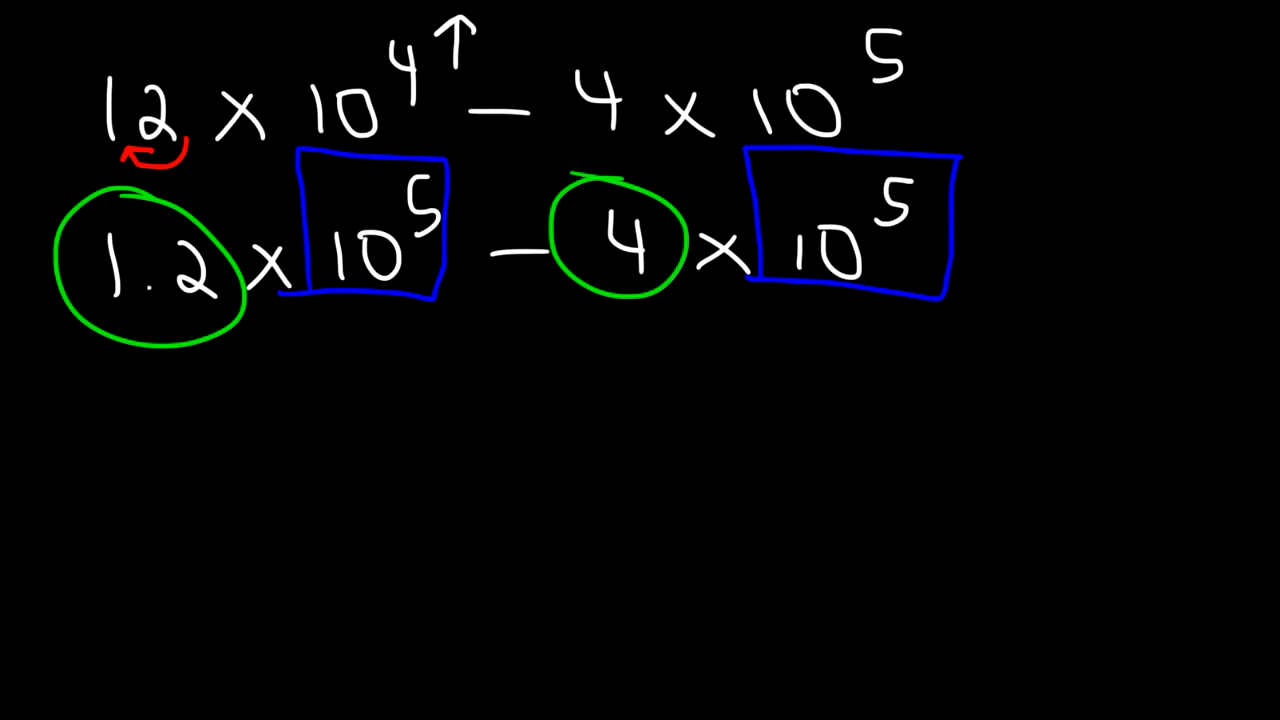 12 × 10⁴ − 4 × 10⁵
1.2 × 10⁵ − 4 × 10⁵